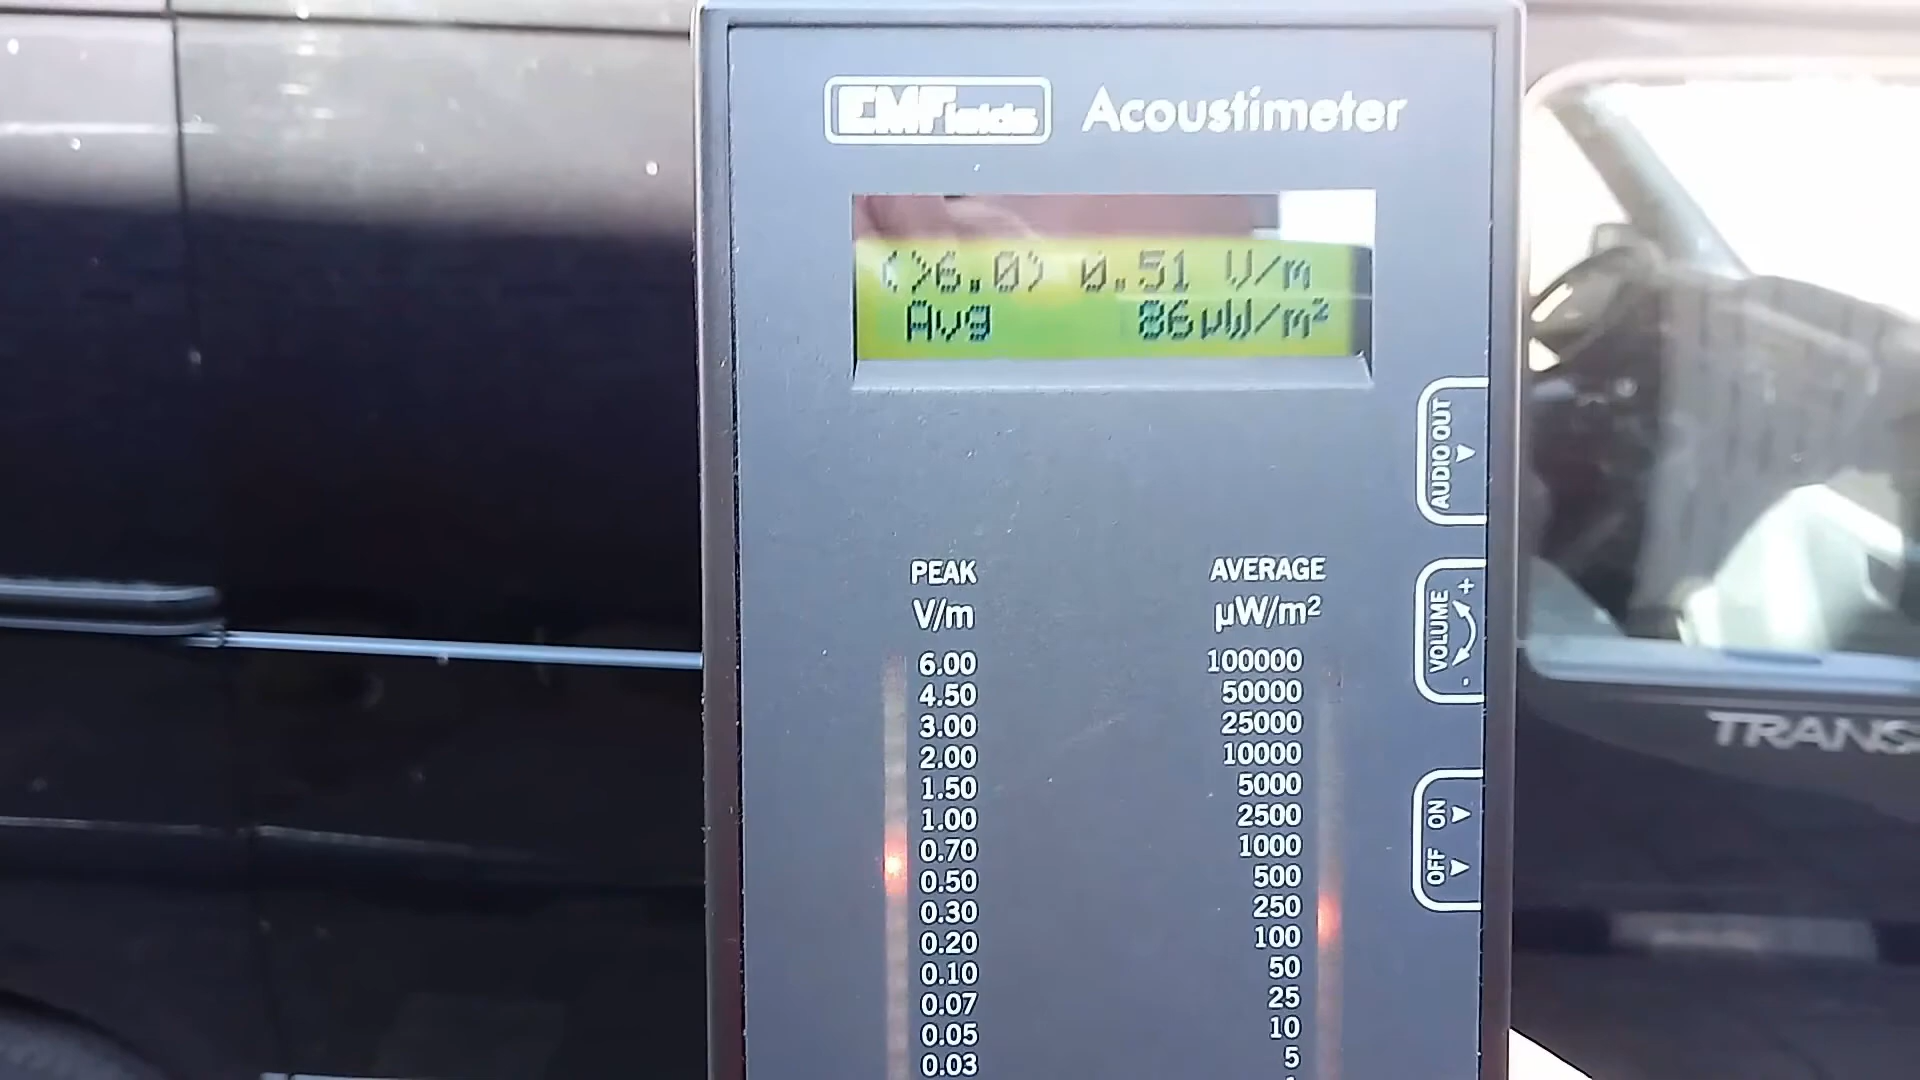 EMFields Acoustimeter
(>6.0) 0.51 V/m
Avg 86µW/m²
AUDIO OUT
PEAK AVERAGE
V/m µW/m²
VOLUME + -
6.00 100000
4.50 50000
3.00 25000
2.00 10000
1.50 5000
1.00 2500
0.70 1000
0.50 500
0.30 250
0.20 100
0.10 50
0.07 25
0.05 10
0.03 5
OFF ON
TRANS